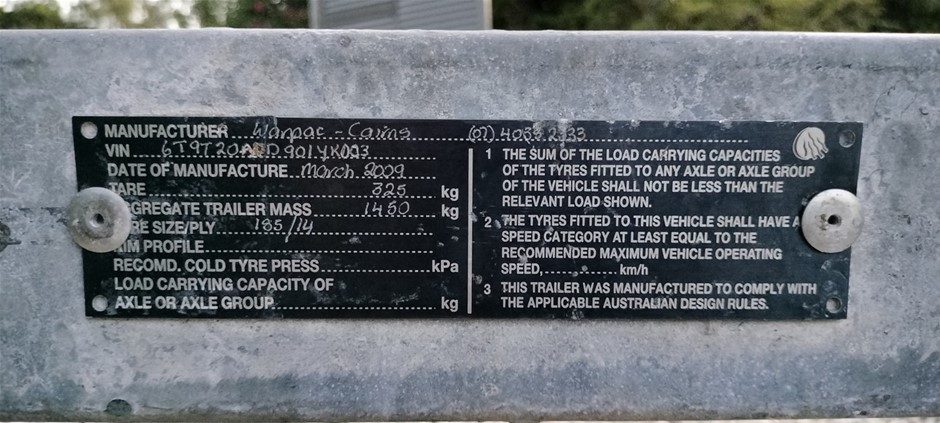 MANUFACTURER Wampac - Cairns (07) 4053 2333
VIN 6T9T20
DATE OF MANUFACTURE March 2009
TARE 325 kg
AGGREGATE TRAILER MASS 1450 kg
TYRE SIZE/PLY 185/14
RIM PROFILE
RECOMD. COLD TYRE PRESS kPa
LOAD CARRYING CAPACITY OF
AXLE OR AXLE GROUP kg
1 THE SUM OF THE LOAD CARRYING CAPACITIES
OF THE TYRES FITTED TO ANY AXLE OR AXLE GROUP
OF THE VEHICLE SHALL NOT BE LESS THAN THE
RELEVANT LOAD SHOWN.
2 THE TYRES FITTED TO THIS VEHICLE SHALL HAVE A
SPEED CATEGORY AT LEAST EQUAL TO THE
RECOMMENDED MAXIMUM VEHICLE OPERATING
SPEED, km/h
3 THIS TRAILER WAS MANUFACTURED TO COMPLY WITH
THE APPLICABLE AUSTRALIAN DESIGN RULES.